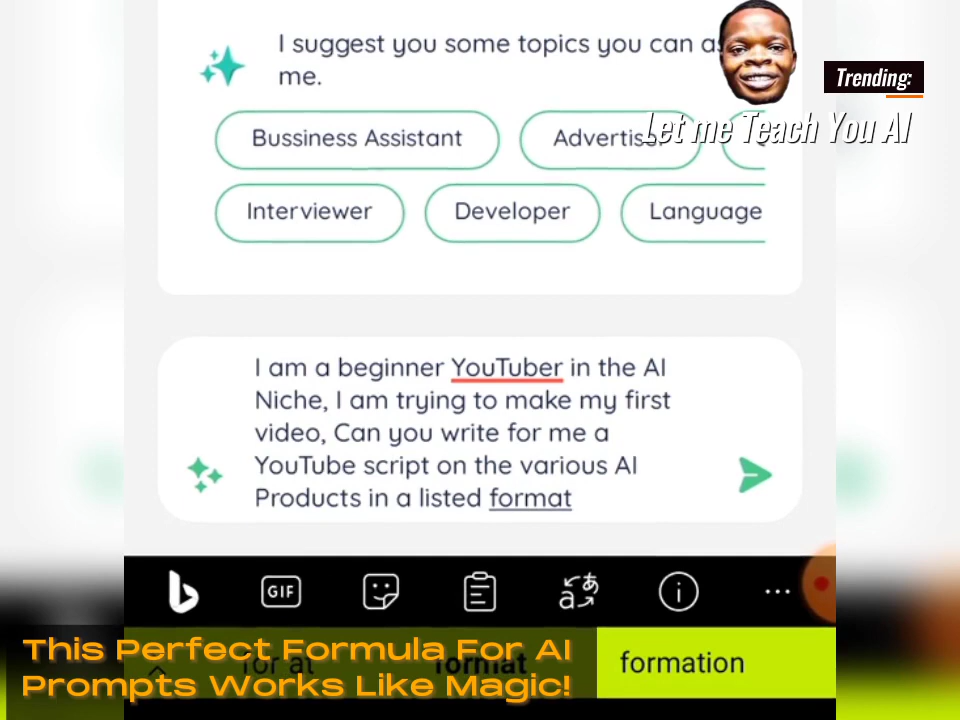 I suggest you some topics you can as
me.
Trending:
Let me Teach You AI
Bussiness Assistant
Interviewer
Developer
Language
I am a beginner YouTuber in the AI
Niche, I am trying to make my first
video, Can you write for me a
YouTube script on the various AI
Products in a listed format
GIF
format
formation
This Perfect Formula For AI
Prompts Works Like Magic!